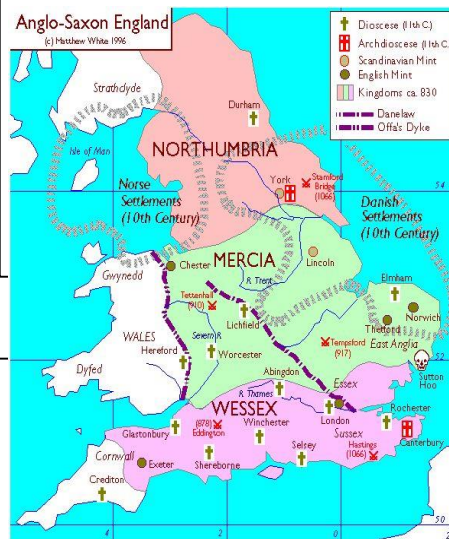 Anglo-Saxon England
(c) Matthew White 1996
Diocese (11th C.)
Archdioscese (11th C.)
Scandinavian Mint
English Mint
Kingdoms ca. 830
Danelaw
Offa's Dyke
Strathclyde
Durham
Isle of Man
NORTHUMBRIA
York
Stamford
Bridge
(1066)
54
Norse
Settlements
(10th Century)
Danish
Settlements
(10th Century)
MERCIA
Chester
Lincoln
Gwynedd
R. Trent
Elmham
Tettenhall
(910)
Lichfield
Norwich
Thetford
East Anglia
WALES
Severn R.
Tempsford
(917)
Hereford
Worcester
52
Sutton
Hoo
Dyfed
Abingdon
Essex
WESSEX
R. Thames
London
Rochester
Glastonbury
(878)
Eddington
Winchester
Sussex
Canterbury
Cornwall
Selsey
Hastings
(1066)
Exeter
Shereborne
Crediton
50
4
2
0
2